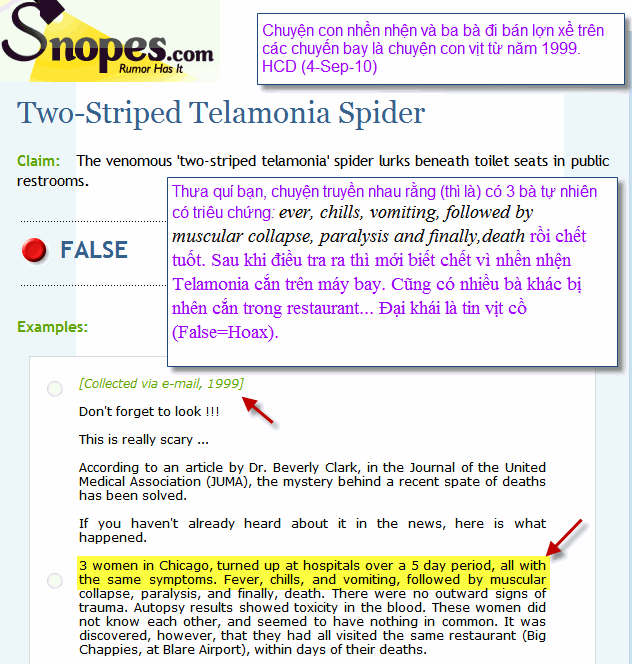 Snopes.com
Rumor Has It
Chuyện con nhền nhện và ba bà đi bán lợn xề trên
các chuyến bay là chuyện con vịt từ năm 1999.
HCD (4-Sep-10)
Two-Striped Telamonia Spider
Claim: The venomous 'two-striped telamonia' spider lurks beneath toilet seats in public
restrooms.
Thưa quí bạn, chuyện truyền nhau rằng (thì là) có 3 bà tự nhiên
có triêu chứng: ever, chills, vomiting, followed by
muscular collapse, paralysis and finally,death rồi chết
tuốt. Sau khi điều tra ra thì mới biết chết vì nhền nhện
Telamonia cắn trên máy bay. Cũng có nhiều bà khác bị
nhên cắn trong restaurant... Đại khái là tin vịt cồ
(False=Hoax).
FALSE
Examples:
[Collected via e-mail, 1999]
Don't forget to look !!!
This is really scary ...
According to an article by Dr. Beverly Clark, in the Journal of the United
Medical Association (JUMA), the mystery behind a recent spate of deaths
has been solved.
If you haven't already heard about it in the news, here is what
happened.
3 women in Chicago, turned up at hospitals over a 5 day period, all with
the same symptoms. Fever, chills, and vomiting, followed by muscular
collapse, paralysis, and finally, death. There were no outward signs of
trauma. Autopsy results showed toxicity in the blood. These women did
not know each other, and seemed to have nothing in common. It was
discovered, however, that they had all visited the same restaurant (Big
Chappies, at Blare Airport), within days of their deaths.